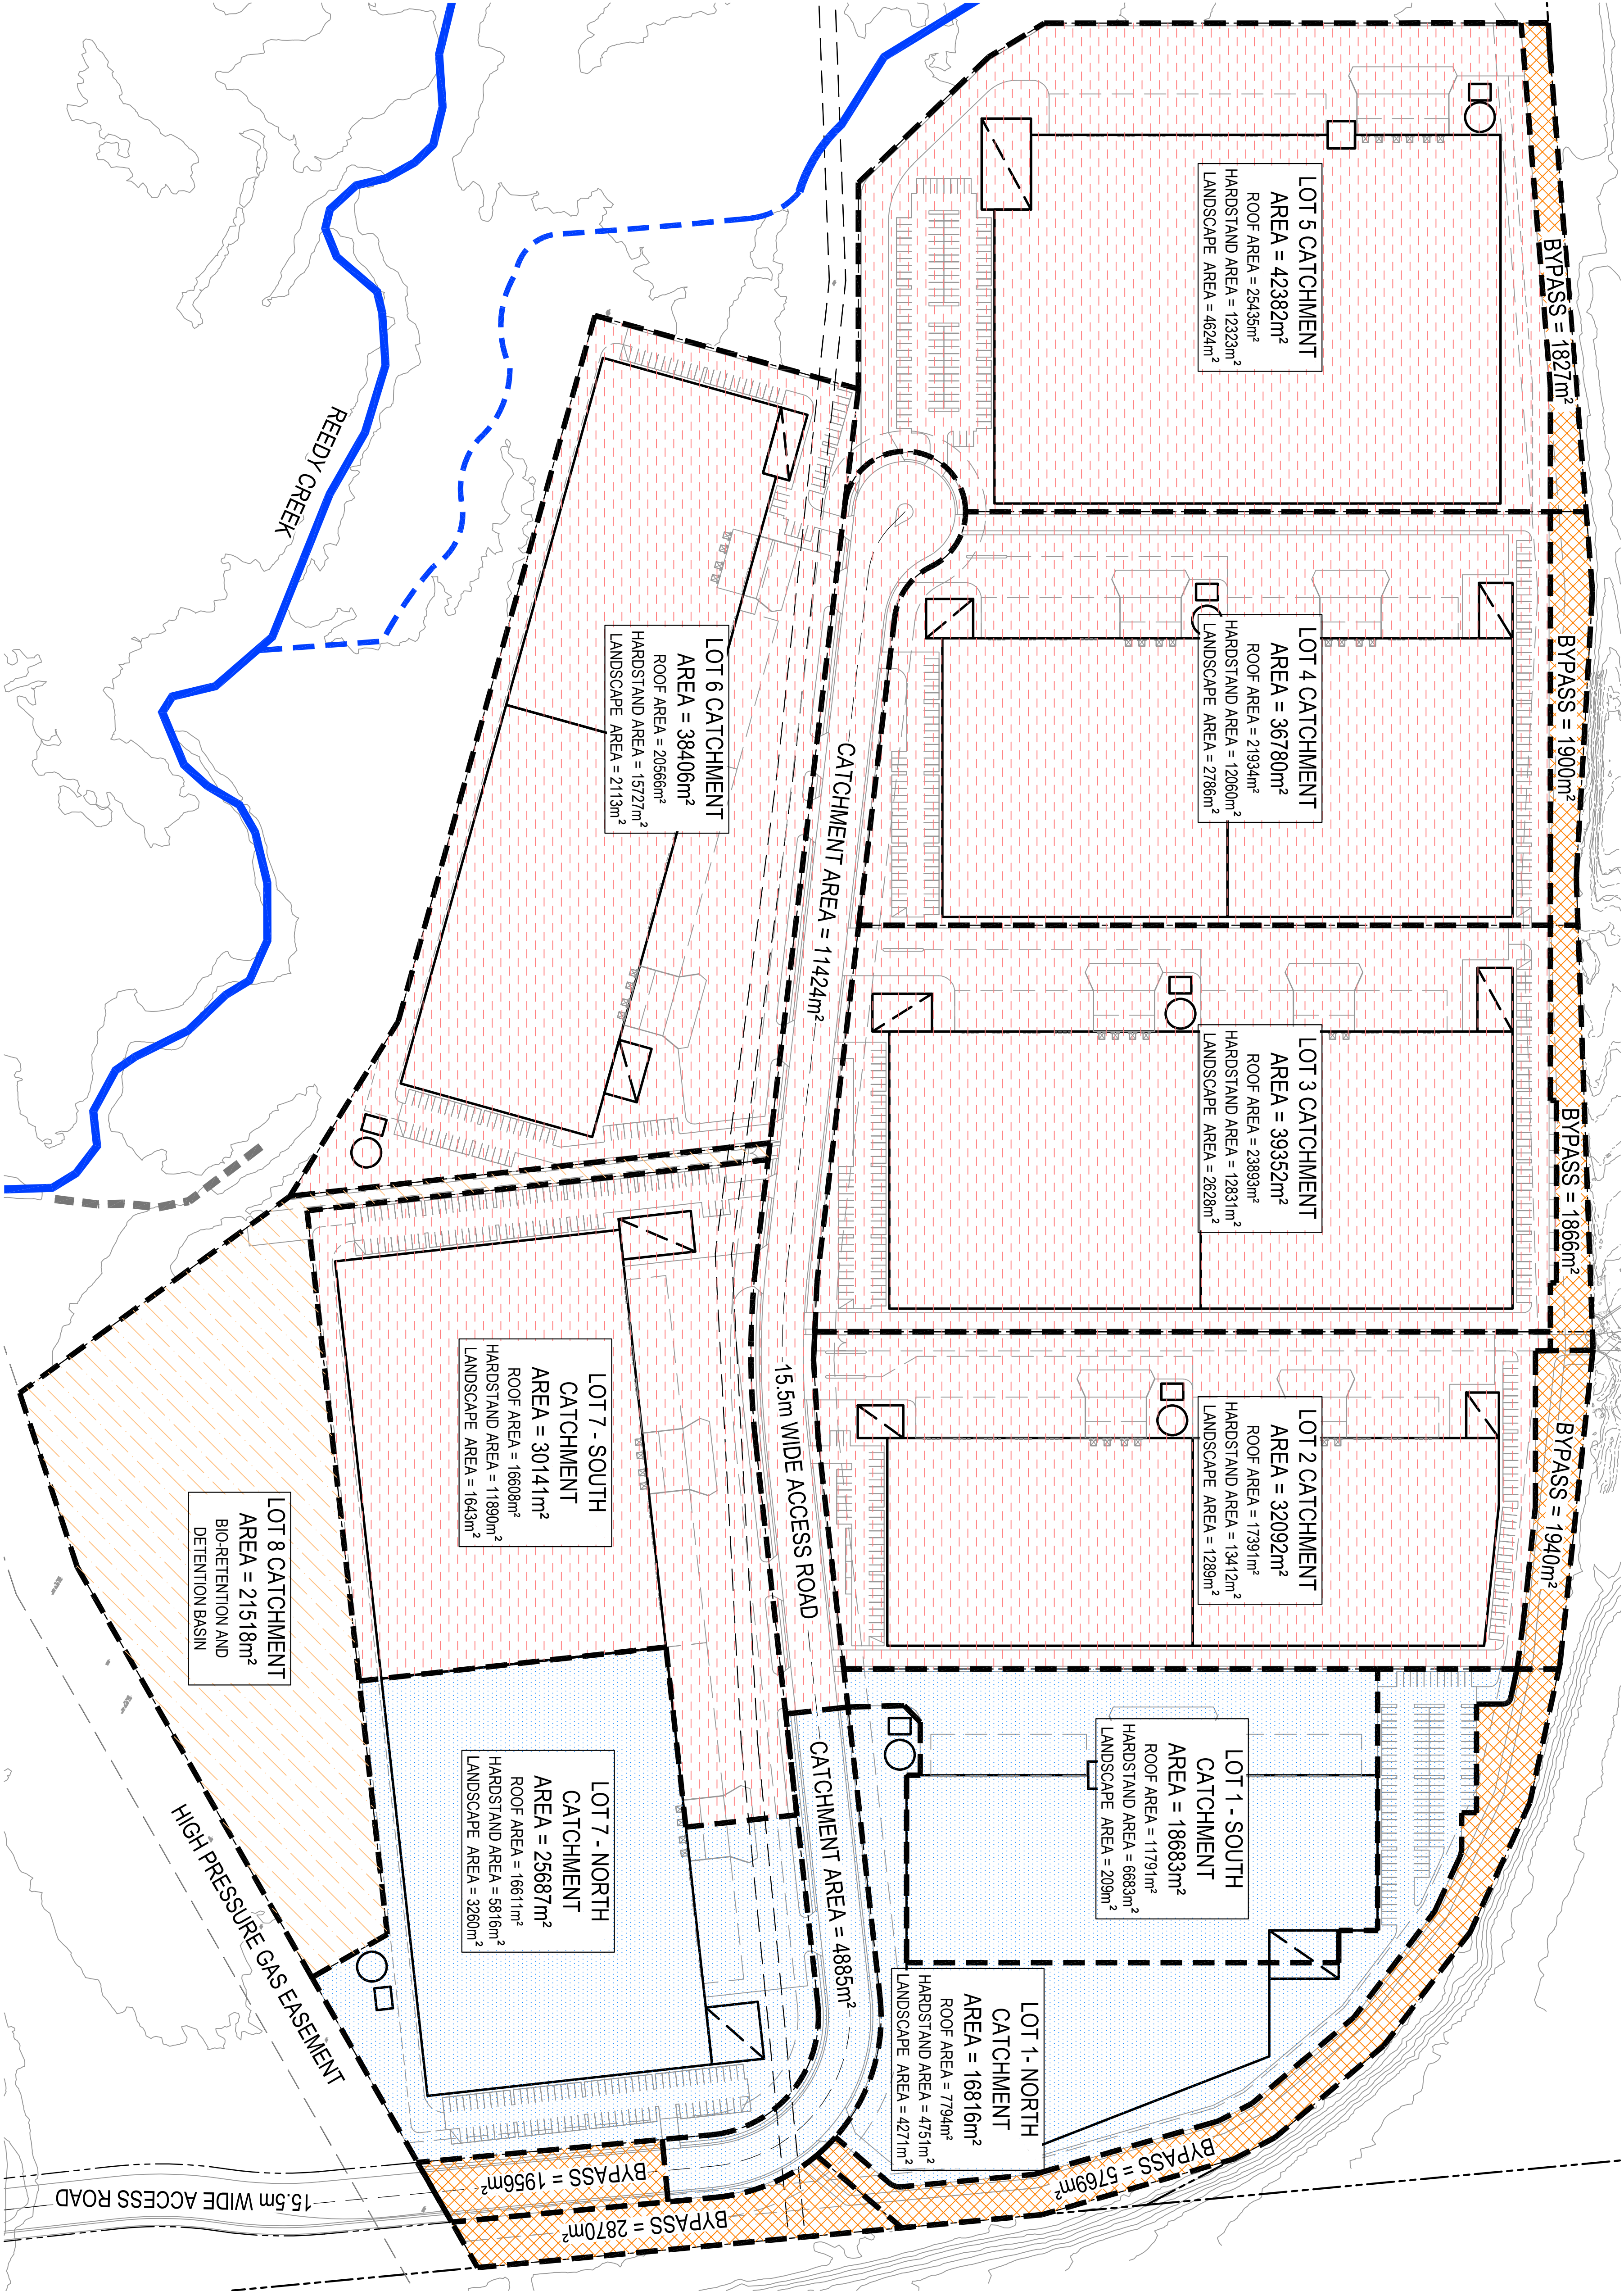 BYPASS = 1827m²
BYPASS = 1900m²
BYPASS = 1866m²
BYPASS = 1940m²
LOT 5 CATCHMENT
AREA = 42382m²
ROOF AREA = 25435m²
HARDSTAND AREA = 12323m²
LANDSCAPE AREA = 4624m²
LOT 4 CATCHMENT
AREA = 36780m²
ROOF AREA = 21934m²
HARDSTAND AREA = 12060m²
LANDSCAPE AREA = 2786m²
LOT 3 CATCHMENT
AREA = 39352m²
ROOF AREA = 23893m²
HARDSTAND AREA = 12831m²
LANDSCAPE AREA = 2628m²
LOT 2 CATCHMENT
AREA = 32092m²
ROOF AREA = 17391m²
HARDSTAND AREA = 13412m²
LANDSCAPE AREA = 1289m²
LOT 1 - SOUTH
CATCHMENT
AREA = 18683m²
ROOF AREA = 11791m²
HARDSTAND AREA = 6683m²
LANDSCAPE AREA = 209m²
LOT 1- NORTH
CATCHMENT
AREA = 16816m²
ROOF AREA = 7794m²
HARDSTAND AREA = 4751m²
LANDSCAPE AREA = 4271m²
BYPASS = 5769m²
CATCHMENT AREA = 11424m²
15.5m WIDE ACCESS ROAD
CATCHMENT AREA = 4885m²
LOT 6 CATCHMENT
AREA = 38406m²
ROOF AREA = 20566m²
HARDSTAND AREA = 15727m²
LANDSCAPE AREA = 2113m²
LOT 7 - SOUTH
CATCHMENT
AREA = 30141m²
ROOF AREA = 16608m²
HARDSTAND AREA = 11890m²
LANDSCAPE AREA = 1643m²
LOT 7 - NORTH
CATCHMENT
AREA = 25687m²
ROOF AREA = 16611m²
HARDSTAND AREA = 5816m²
LANDSCAPE AREA = 3260m²
BYPASS = 1956m²
BYPASS = 2870m²
REEDY CREEK
LOT 8 CATCHMENT
AREA = 21518m²
BIO-RETENTION AND
DETENTION BASIN
HIGH PRESSURE GAS EASEMENT
15.5m WIDE ACCESS ROAD